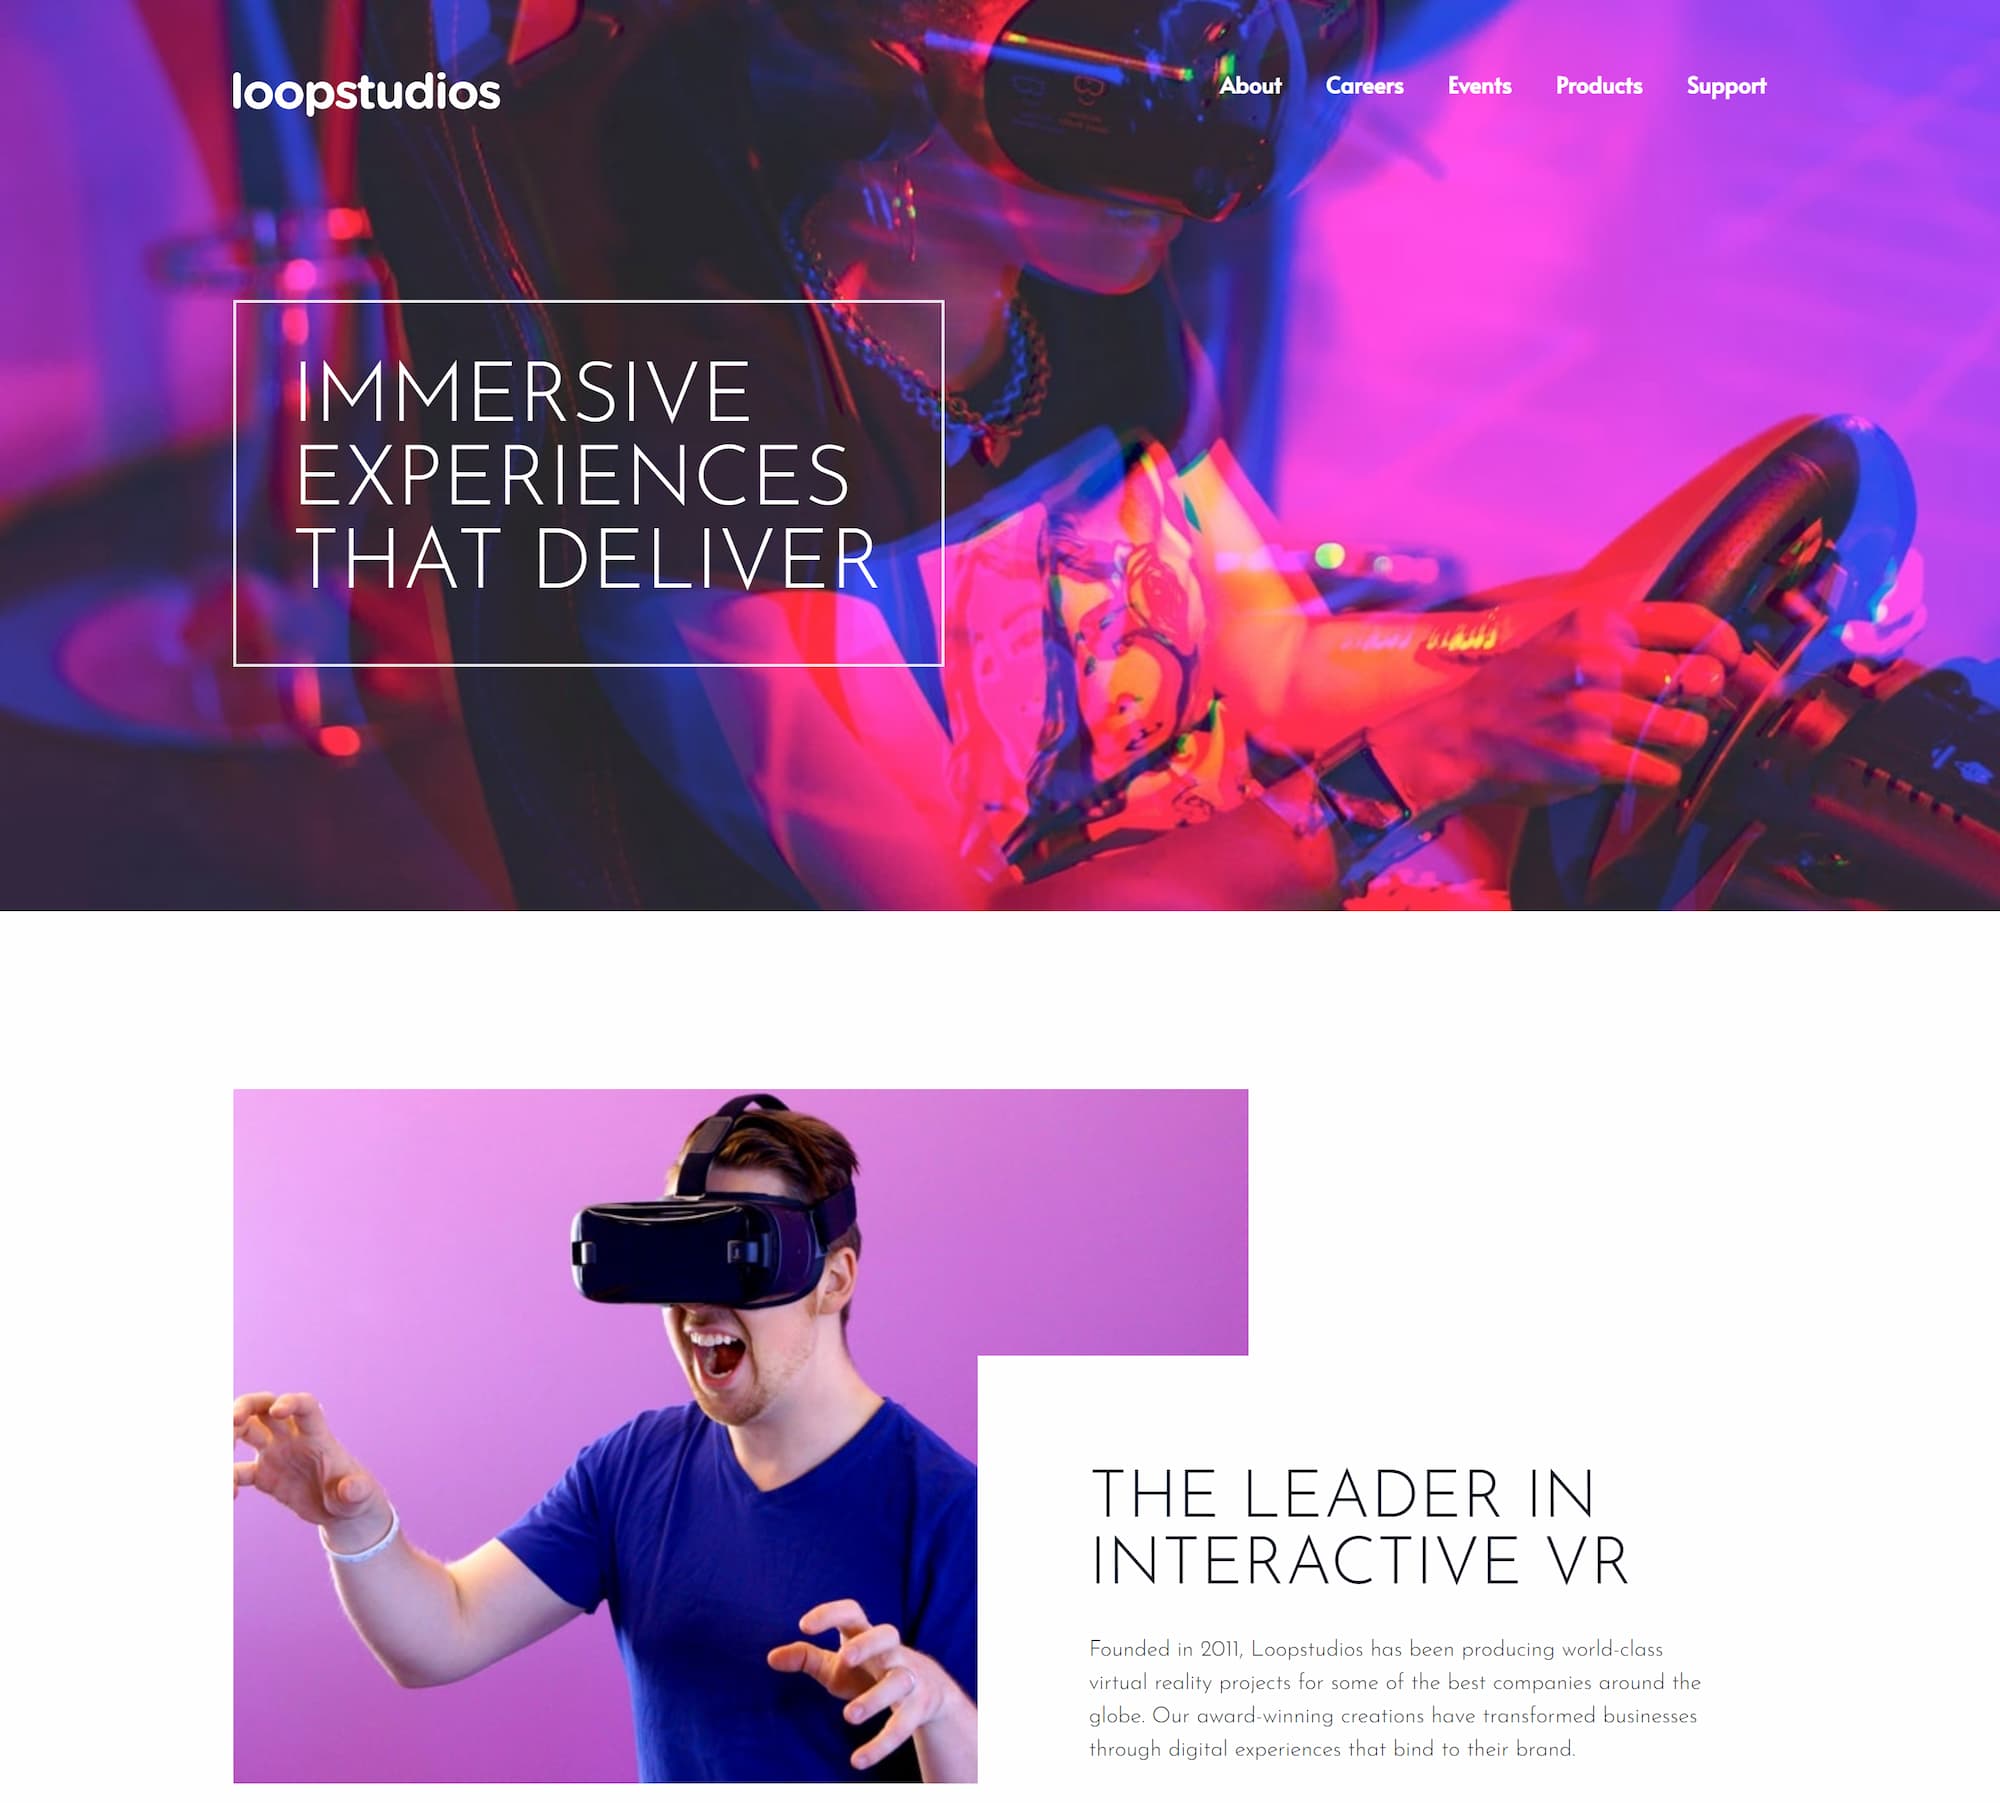 loopstudios
About Careers Events Products Support
IMMERSIVE
EXPERIENCES
THAT DELIVER
THE LEADER IN
INTERACTIVE VR
Founded in 2011, Loopstudios has been producing world-class
virtual reality projects for some of the best companies around the
globe. Our award-winning creations have transformed businesses
through digital experiences that bind to their brand.